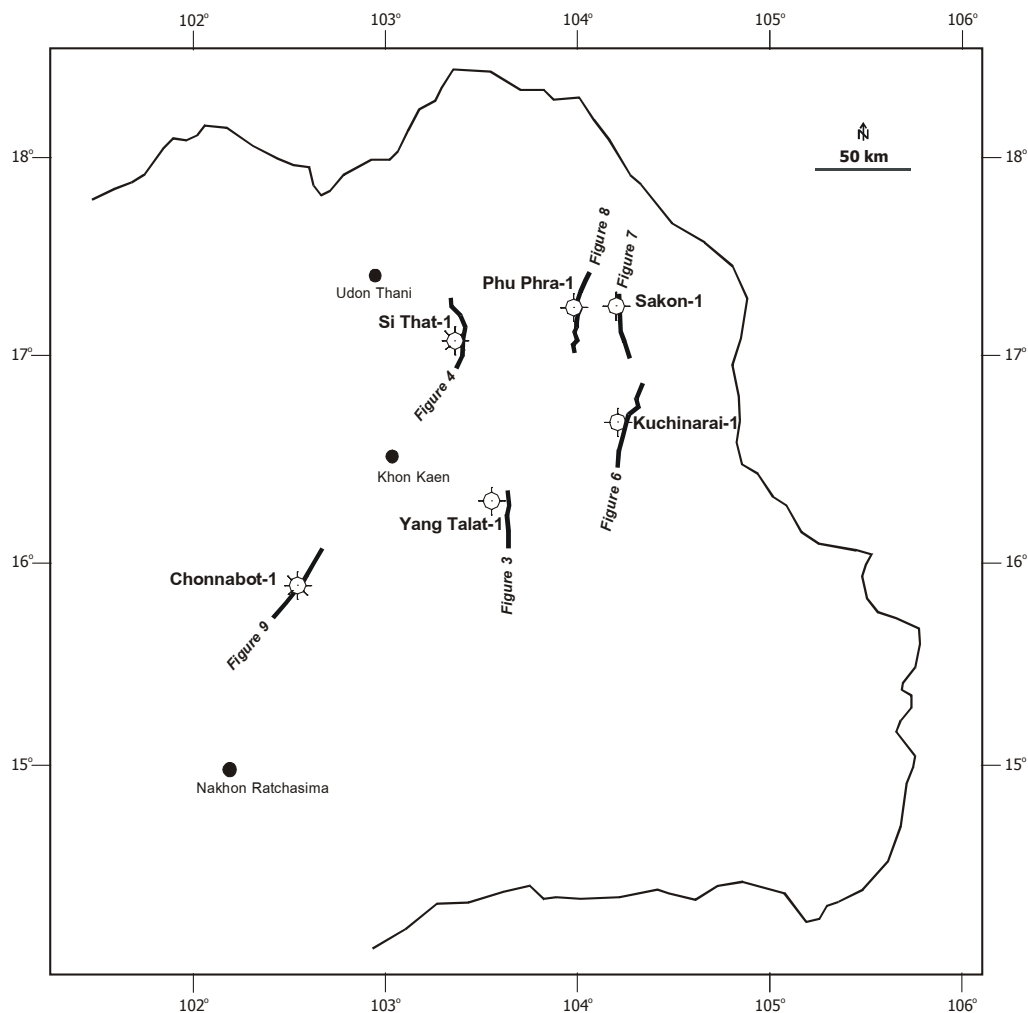 102° 103° 104° 105° 106°
N
50 km
18° 18°
Figure 8
Figure 7
Udon Thani
Phu Phra-1
Sakon-1
Si That-1
17° 17°
Figure 4
Kuchinarai-1
Khon Kaen
Figure 6
Yang Talat-1
16° 16°
Chonnabot-1
Figure 3
Figure 9
15° 15°
Nakhon Ratchasima
102° 103° 104° 105° 106°